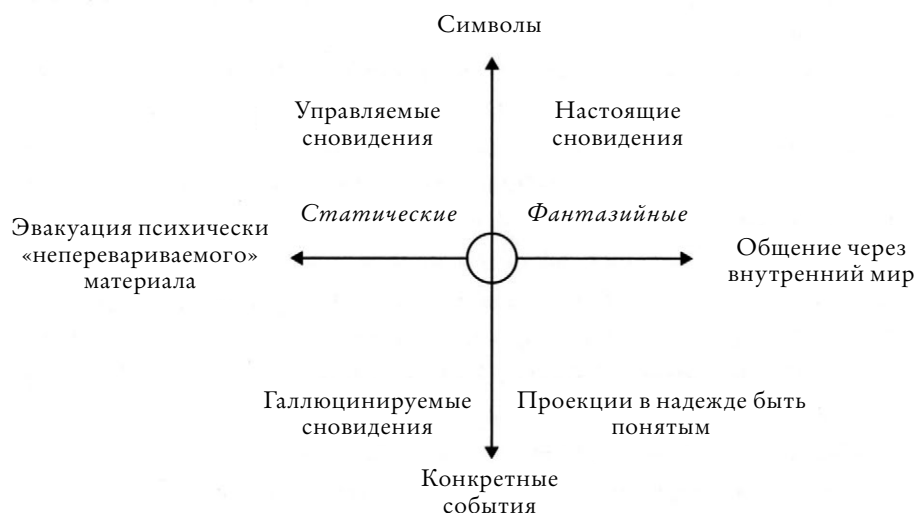 Символы
Управляемые
сновидения
Настоящие
сновидения
Статические
Фантазийные
Эвакуация психически
«неперевариваемого»
материала
Общение через
внутренний мир
Галлюцинируемые
сновидения
Проекции в надежде быть
понятым
Конкретные
события